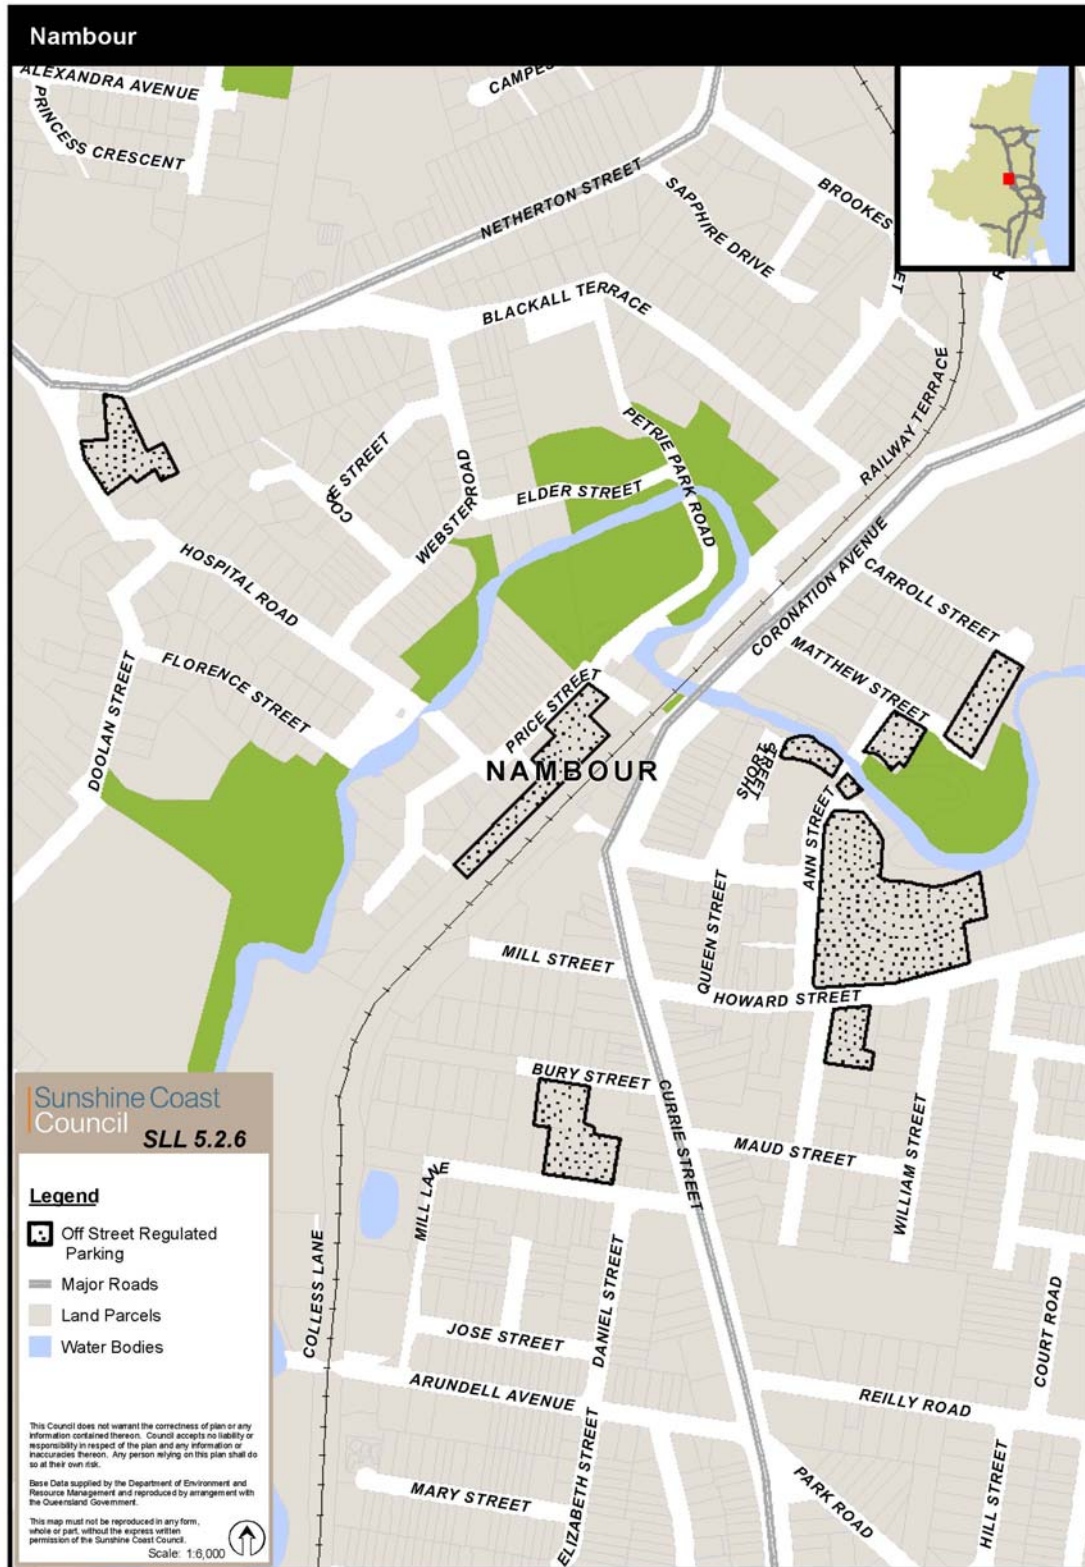 Nambour
ALEXANDRA AVENUE
PRINCESS CRESCENT
CAMPES
NETHERTON STREET
SAPPHIRE DRIVE
BROOKES
ET
R
BLACKALL TERRACE
RAILWAY TERRACE
PETRIE PARK ROAD
COPE STREET
WEBSTER ROAD
ELDER STREET
CORONATION AVENUE
CARROLL STREET
MATTHEW STREET
HOSPITAL ROAD
FLORENCE STREET
DOOLAN STREET
PRICE STREET
NAMBOUR
SHORT STREET
ANN STREET
QUEEN STREET
MILL STREET
HOWARD STREET
BURY STREET
CURRIE STREET
MAUD STREET
WILLIAM STREET
MILL LANE
COLLESS LANE
DANIEL STREET
JOSE STREET
COURT ROAD
ARUNDELL AVENUE
REILLY ROAD
MARY STREET
ELIZABETH STREET
PARK ROAD
HILL STREET
Sunshine Coast
Council SLL 5.2.6
Legend
Off Street Regulated
Parking
Major Roads
Land Parcels
Water Bodies
This Council does not warrant the correctness of plan or any
information contained thereon. Council accepts no liability or
responsibility in respect of the plan and any information or
inaccuracies thereon. Any person relying on this plan shall do
so at their own risk.
Base Data supplied by the Department of Environment and
Resource Management and reproduced by arrangement with
the Queensland Government.
This map must not be reproduced in any form,
whole or part, without the express written
permission of the Sunshine Coast Council.
Scale: 1:6,000